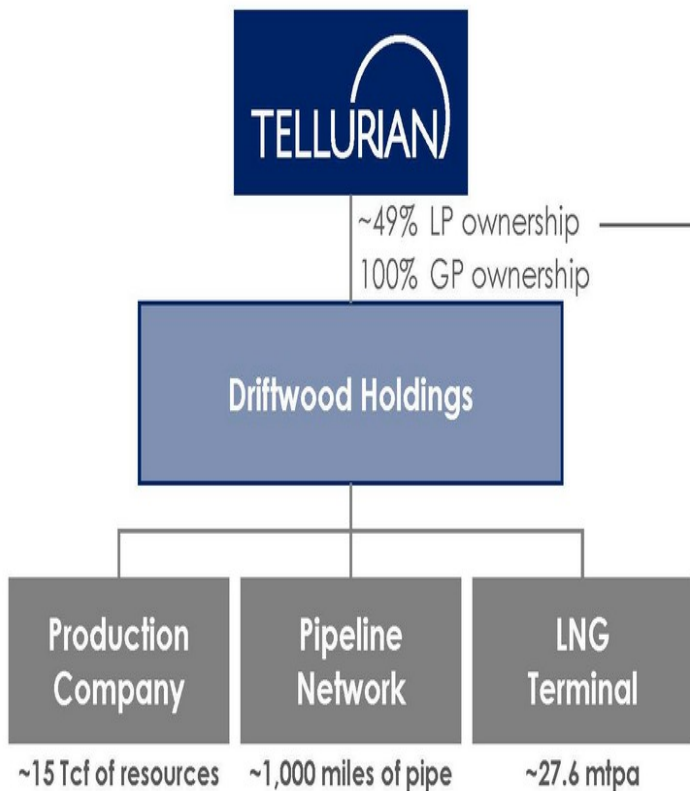 TELLURIAN
~49% LP ownership
100% GP ownership
Driftwood Holdings
Production
Company
Pipeline
Network
LNG
Terminal
~15 Tcf of resources
~1,000 miles of pipe
~27.6 mtpa